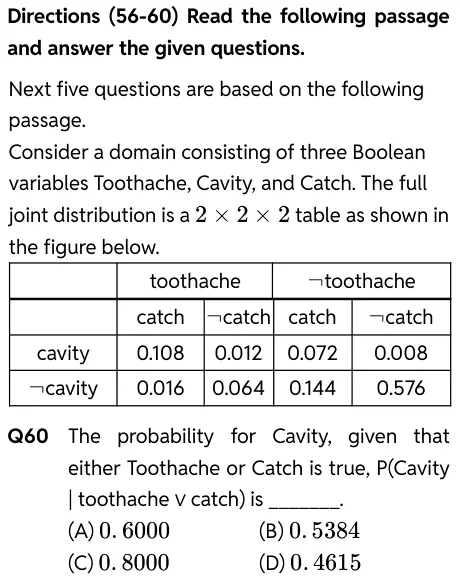 Directions (56-60) Read the following passage
and answer the given questions.
Next five questions are based on the following
passage.
Consider a domain consisting of three Boolean
variables Toothache, Cavity, and Catch. The full
joint distribution is a 2 × 2 × 2 table as shown in
the figure below.
toothache ¬toothache
catch ¬catch catch ¬catch
cavity 0.108 0.012 0.072 0.008
¬cavity 0.016 0.064 0.144 0.576
Q60 The probability for Cavity, given that
either Toothache or Catch is true, P(Cavity
| toothache ∨ catch) is _______.
(A) 0.6000 (B) 0.5384
(C) 0.8000 (D) 0.4615